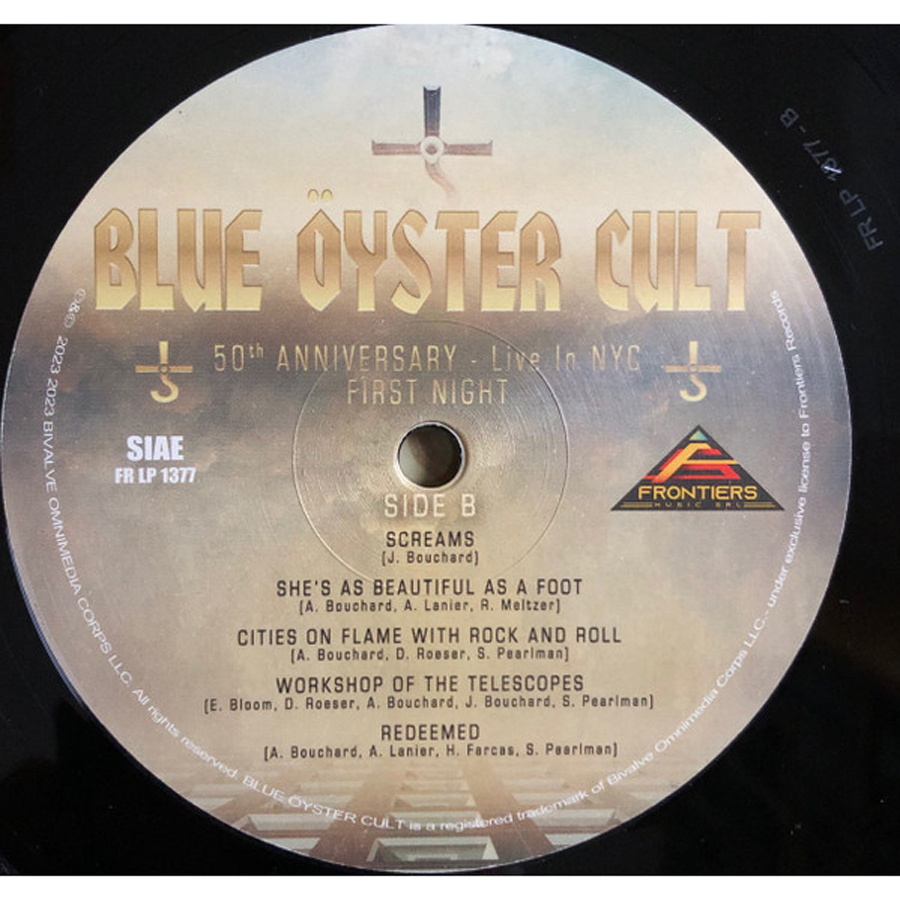 BLUE ÖYSTER CULT
50th ANNIVERSARY - Live In NYC
FIRST NIGHT
SIAE
FR LP 1377
FRONTIERS
MUSIC SRL
SIDE B
SCREAMS
(J. Bouchard)
SHE'S AS BEAUTIFUL AS A FOOT
(A. Bouchard, A. Lanier, R. Meltzer)
CITIES ON FLAME WITH ROCK AND ROLL
(A. Bouchard, D. Roeser, S. Pearlman)
WORKSHOP OF THE TELESCOPES
(E. Bloom, D. Roeser, A. Bouchard, J. Bouchard, S. Pearlman)
REDEEMED
(A. Bouchard, A. Lanier, H. Farcas, S. Pearlman)
℗&© 2023 2023 BIVALVE OMNIMEDIA CORPS LLC. All rights reserved. BLUE ÖYSTER CULT is a registered trademark of Bivalve Omnimedia Corps LLC.- under exclusive license to Frontiers Records
FR LP 1377 - B